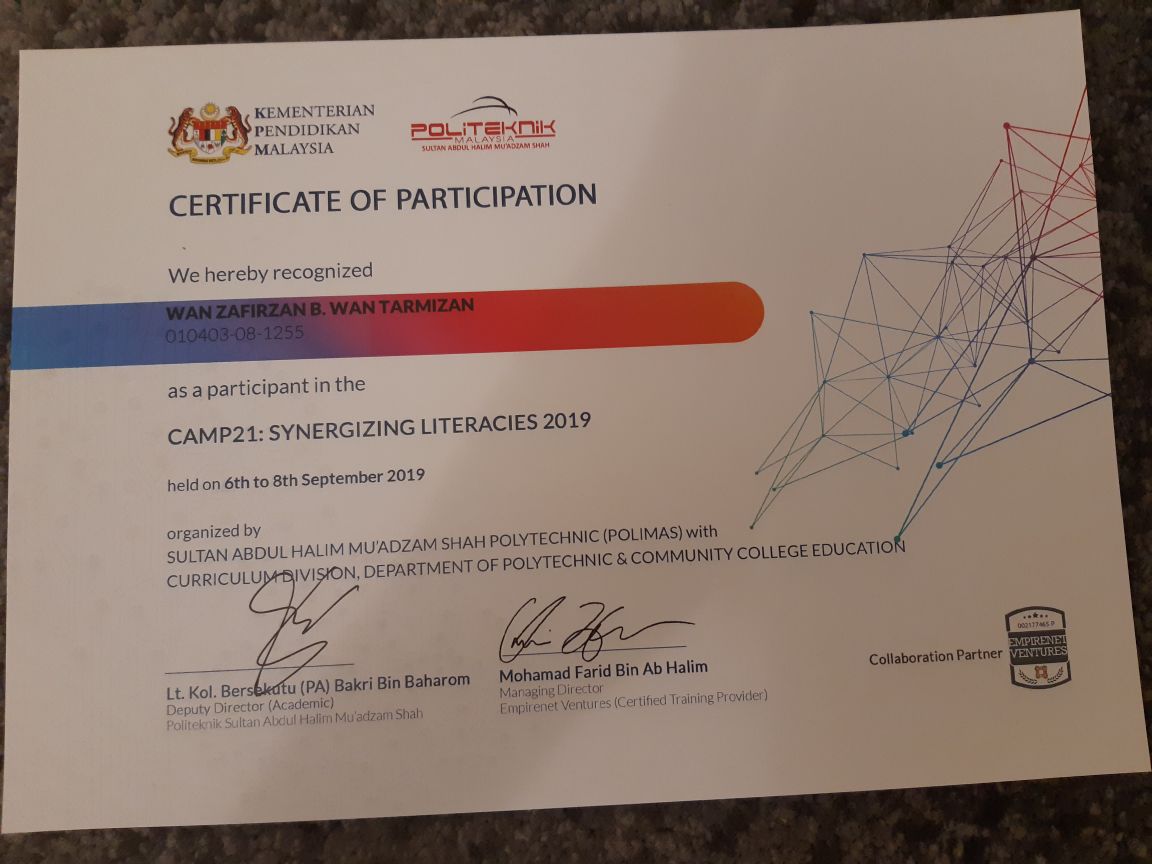 KEMENTERIAN
PENDIDIKAN
MALAYSIA
POLITEKNIK
MALAYSIA
SULTAN ABDUL HALIM MU'ADZAM SHAH
CERTIFICATE OF PARTICIPATION
We hereby recognized
WAN ZAFIRZAN B. WAN TARMIZAN
010403-08-1255
as a participant in the
CAMP21: SYNERGIZING LITERACIES 2019
held on 6th to 8th September 2019
organized by
SULTAN ABDUL HALIM MU'ADZAM SHAH POLYTECHNIC (POLIMAS) with
CURRICULUM DIVISION, DEPARTMENT OF POLYTECHNIC & COMMUNITY COLLEGE EDUCATION
Lt. Kol. Bersekutu (PA) Bakri Bin Baharom
Deputy Director (Academic)
Politeknik Sultan Abdul Halim Mu'adzam Shah
Mohamad Farid Bin Ab Halim
Managing Director
Empirenet Ventures (Certified Training Provider)
Collaboration Partner
002177465-P
EMPIRENET
VENTURES